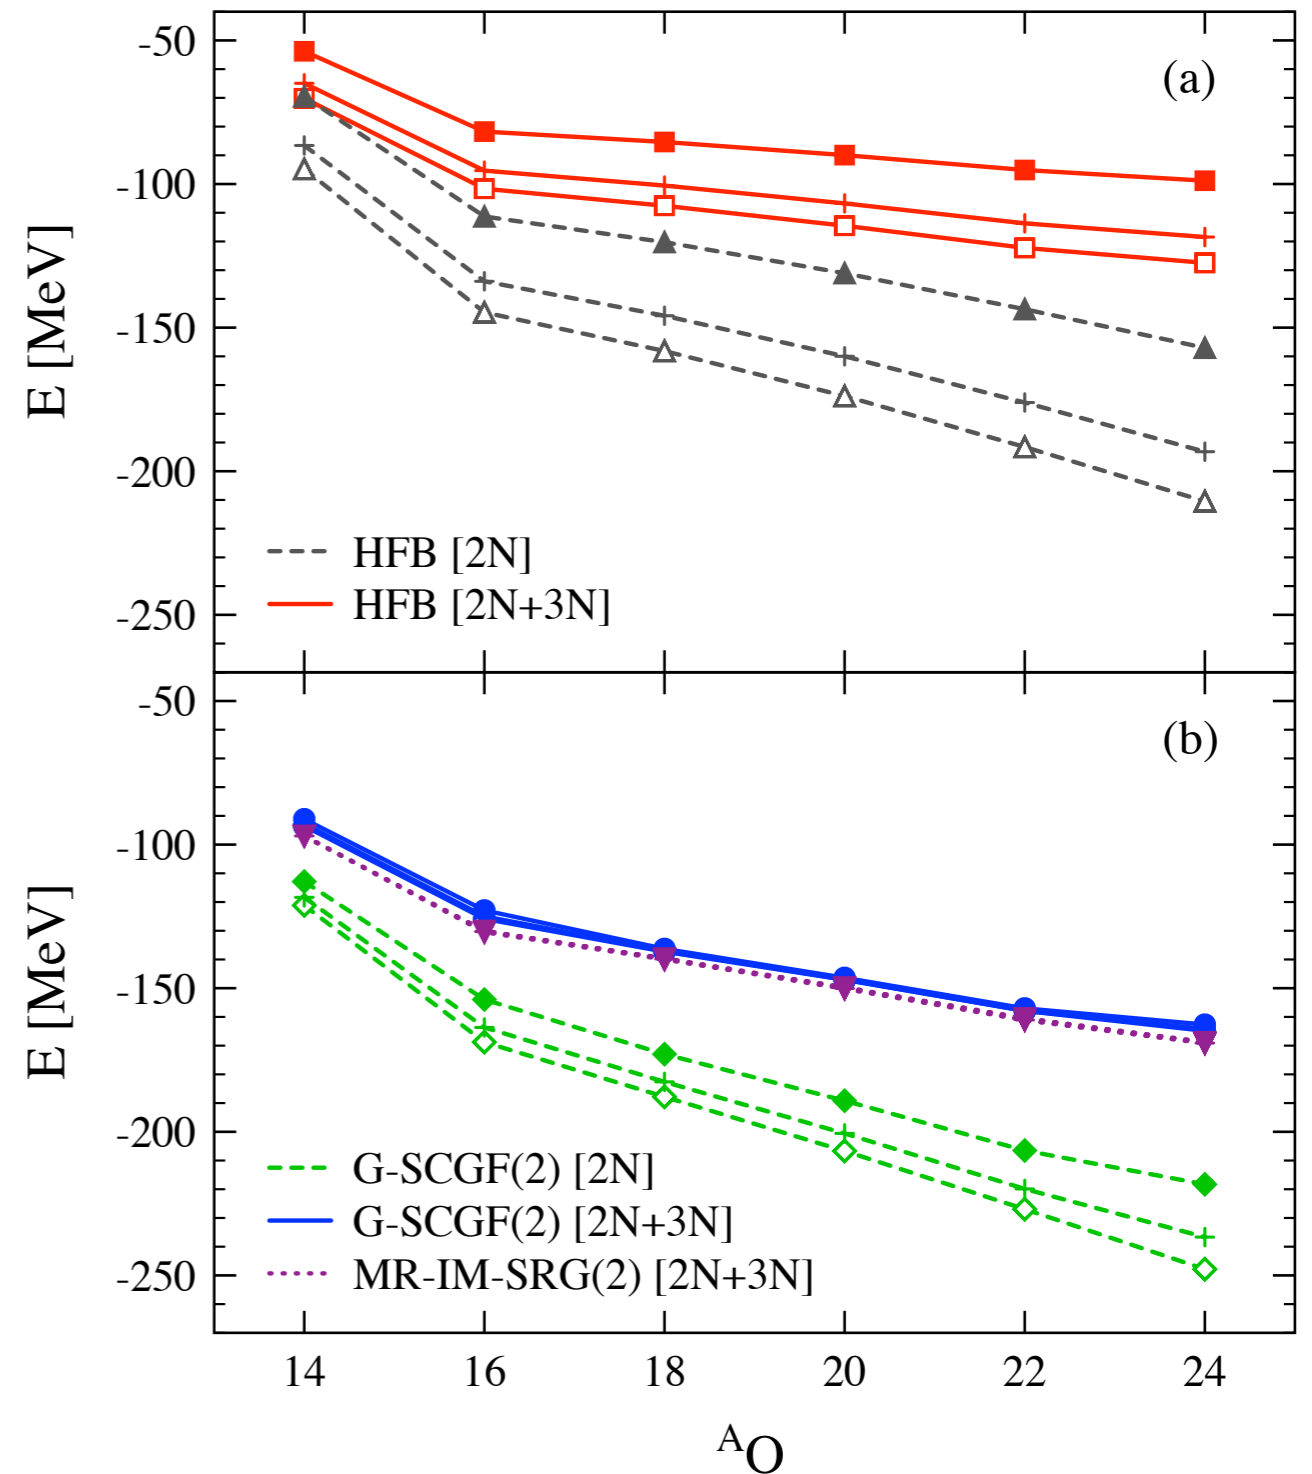 (a)
-50
-100
-150
-200
-250
E [MeV]
HFB [2N]
HFB [2N+3N]
(b)
-50
-100
-150
-200
-250
E [MeV]
G-SCGF(2) [2N]
G-SCGF(2) [2N+3N]
MR-IM-SRG(2) [2N+3N]
14 16 18 20 22 24
ᴬO